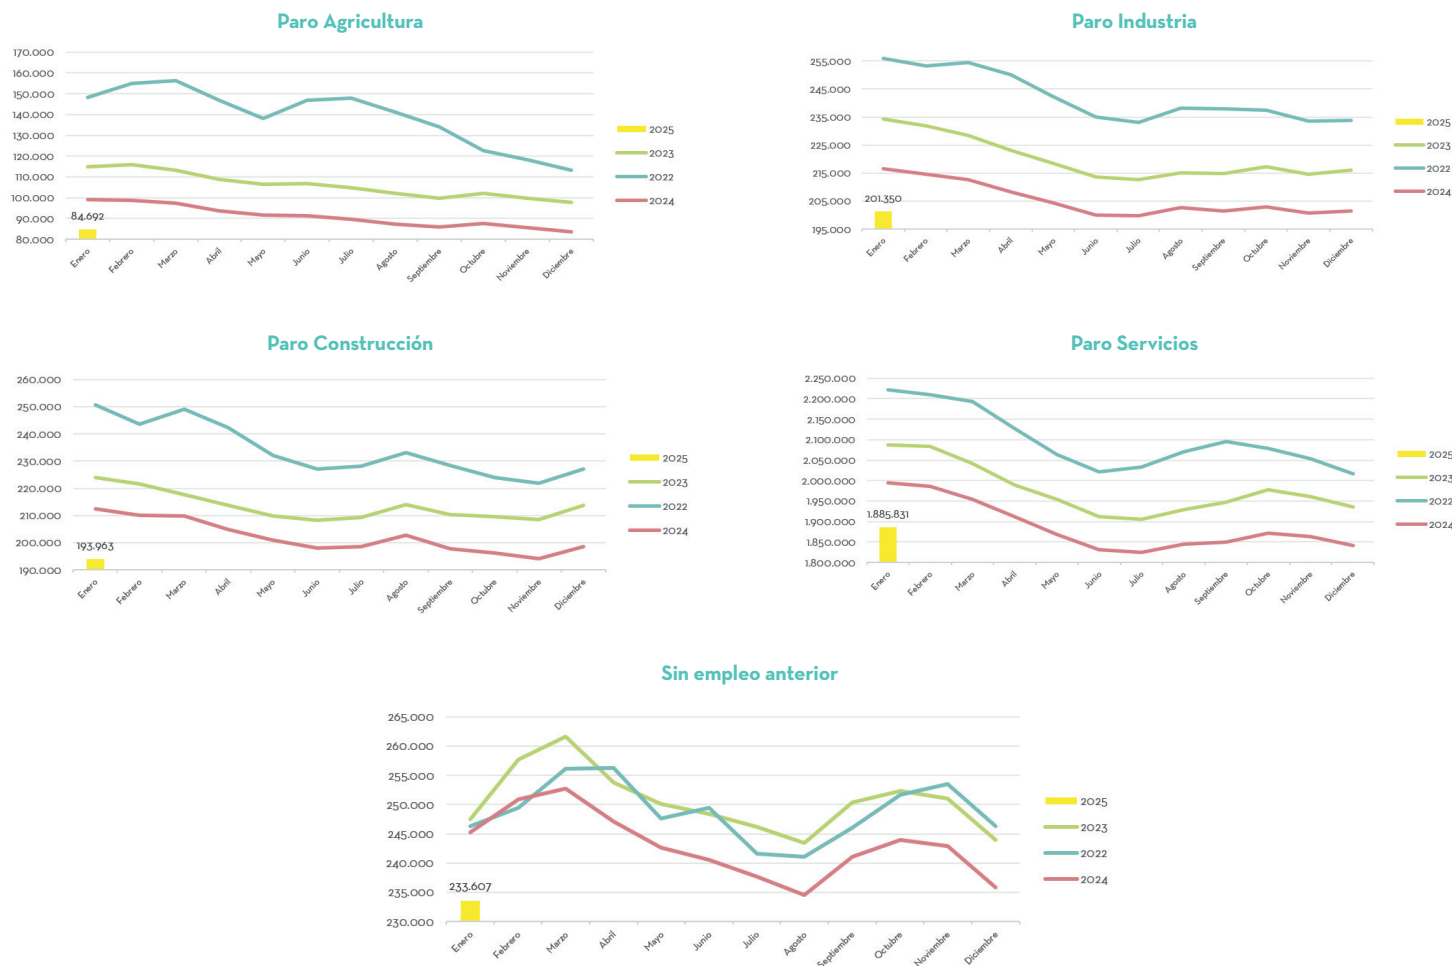 Paro Agricultura
170.000
160.000
150.000
140.000
130.000
120.000
110.000
100.000
90.000
80.000
84.692
Enero
Febrero
Marzo
Abril
Mayo
Junio
Julio
Agosto
Septiembre
Octubre
Noviembre
Diciembre
2025
2023
2022
2024
Paro Industria
255.000
245.000
235.000
225.000
215.000
205.000
195.000
201.350
Enero
Febrero
Marzo
Abril
Mayo
Junio
Julio
Agosto
Septiembre
Octubre
Noviembre
Diciembre
2025
2023
2022
2024
Paro Construcción
260.000
250.000
240.000
230.000
220.000
210.000
200.000
190.000
193.963
Enero
Febrero
Marzo
Abril
Mayo
Junio
Julio
Agosto
Septiembre
Octubre
Noviembre
Diciembre
2025
2023
2022
2024
Paro Servicios
2.250.000
2.200.000
2.150.000
2.100.000
2.050.000
2.000.000
1.950.000
1.900.000
1.850.000
1.800.000
1.885.831
Enero
Febrero
Marzo
Abril
Mayo
Junio
Julio
Agosto
Septiembre
Octubre
Noviembre
Diciembre
2025
2023
2022
2024
Sin empleo anterior
265.000
260.000
255.000
250.000
245.000
240.000
235.000
230.000
233.607
Enero
Febrero
Marzo
Abril
Mayo
Junio
Julio
Agosto
Septiembre
Octubre
Noviembre
Diciembre
2025
2023
2022
2024